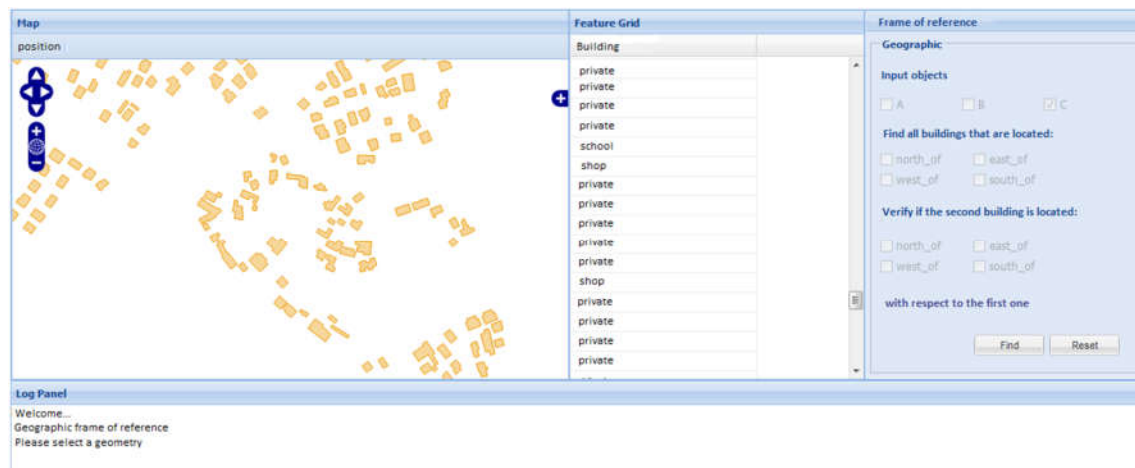 Map
position
Feature Grid
Building
private
private
private
private
school
shop
private
private
private
private
private
shop
private
private
private
private
Frame of reference
Geographic
Input objects
A B C
Find all buildings that are located:
north_of east_of
west_of south_of
Verify if the second building is located:
north_of east_of
west_of south_of
with respect to the first one
Find Reset
Log Panel
Welcome...
Geographic frame of reference
Please select a geometry